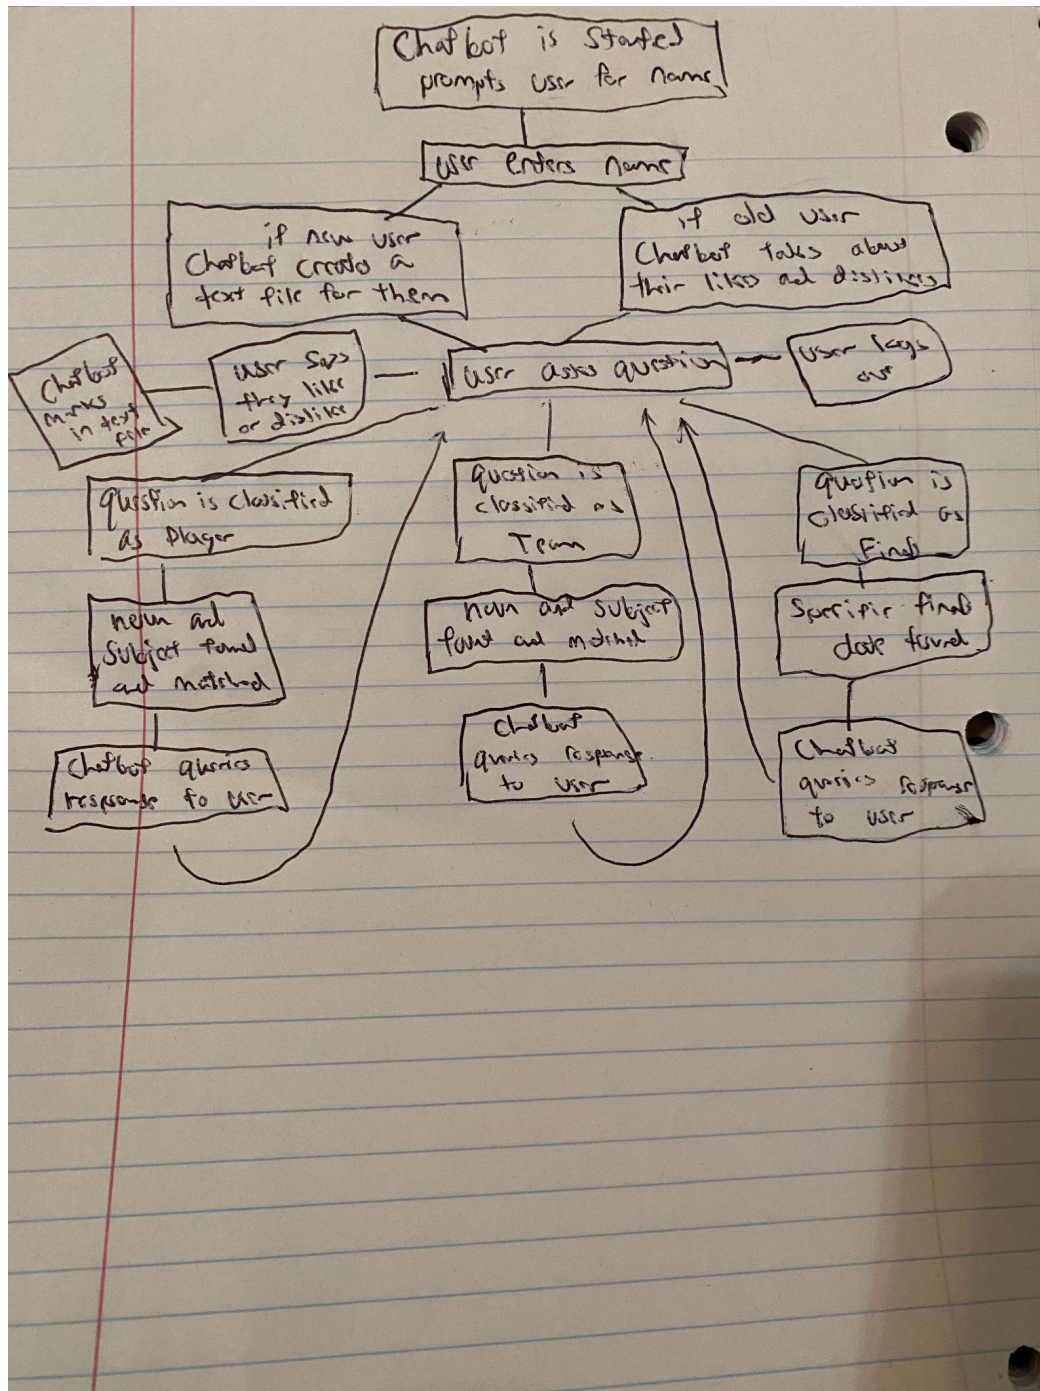 Chatbot is Started
prompts user for name
user enters name
if new user
Chatbot creates a
text file for them
if old user
Chatbot talks about
their likes and dislikes
Chatbot
marks
in text
file
user says
they like
or dislike
user asks question
user logs
out
question is classified
as Player
question is
classified as
Team
question is
classified as
Finals
noun and
Subject found
and matched
noun and Subject
found and matched
Specific finals
date found
Chatbot queries
response to user
Chatbot
queries response
to user
Chatbot
queries response
to user